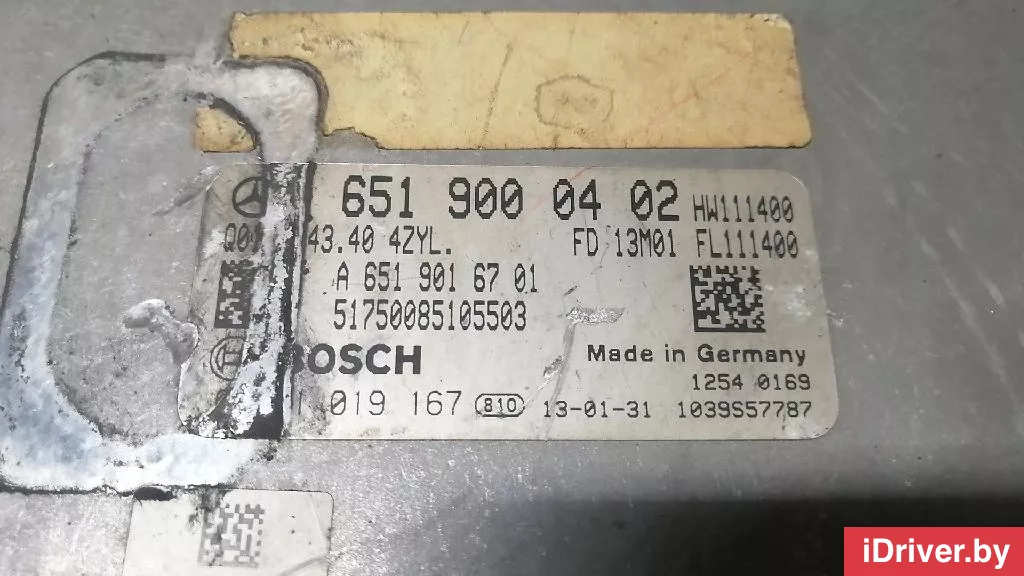 651 900 04 02 HW111400
43.40 4ZYL. FD 13M01 FL111400
A 651 901 67 01
51750085105503
BOSCH Made in Germany
1254 0169
019 167 810 13-01-31 1039S57787
iDriver.by